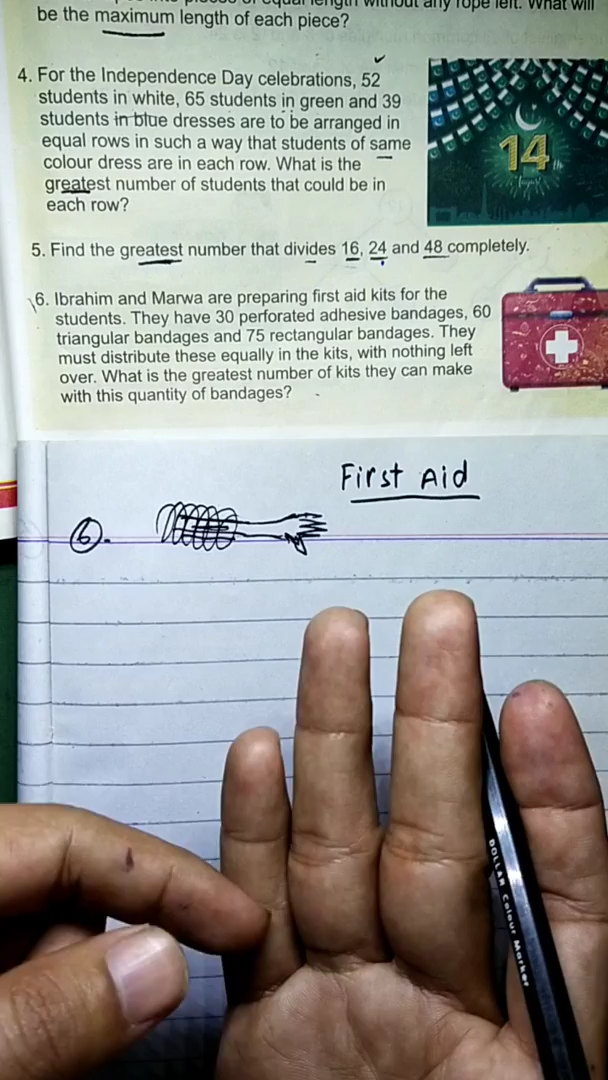 be the maximum length of each piece?
4. For the Independence Day celebrations, 52
students in white, 65 students in green and 39
students in blue dresses are to be arranged in
equal rows in such a way that students of same
colour dress are in each row. What is the
greatest number of students that could be in
each row?
14
August
5. Find the greatest number that divides 16, 24 and 48 completely.
6. Ibrahim and Marwa are preparing first aid kits for the
students. They have 30 perforated adhesive bandages, 60
triangular bandages and 75 rectangular bandages. They
must distribute these equally in the kits, with nothing left
over. What is the greatest number of kits they can make
with this quantity of bandages?
First Aid
6.
DOLLAR Colour Marker